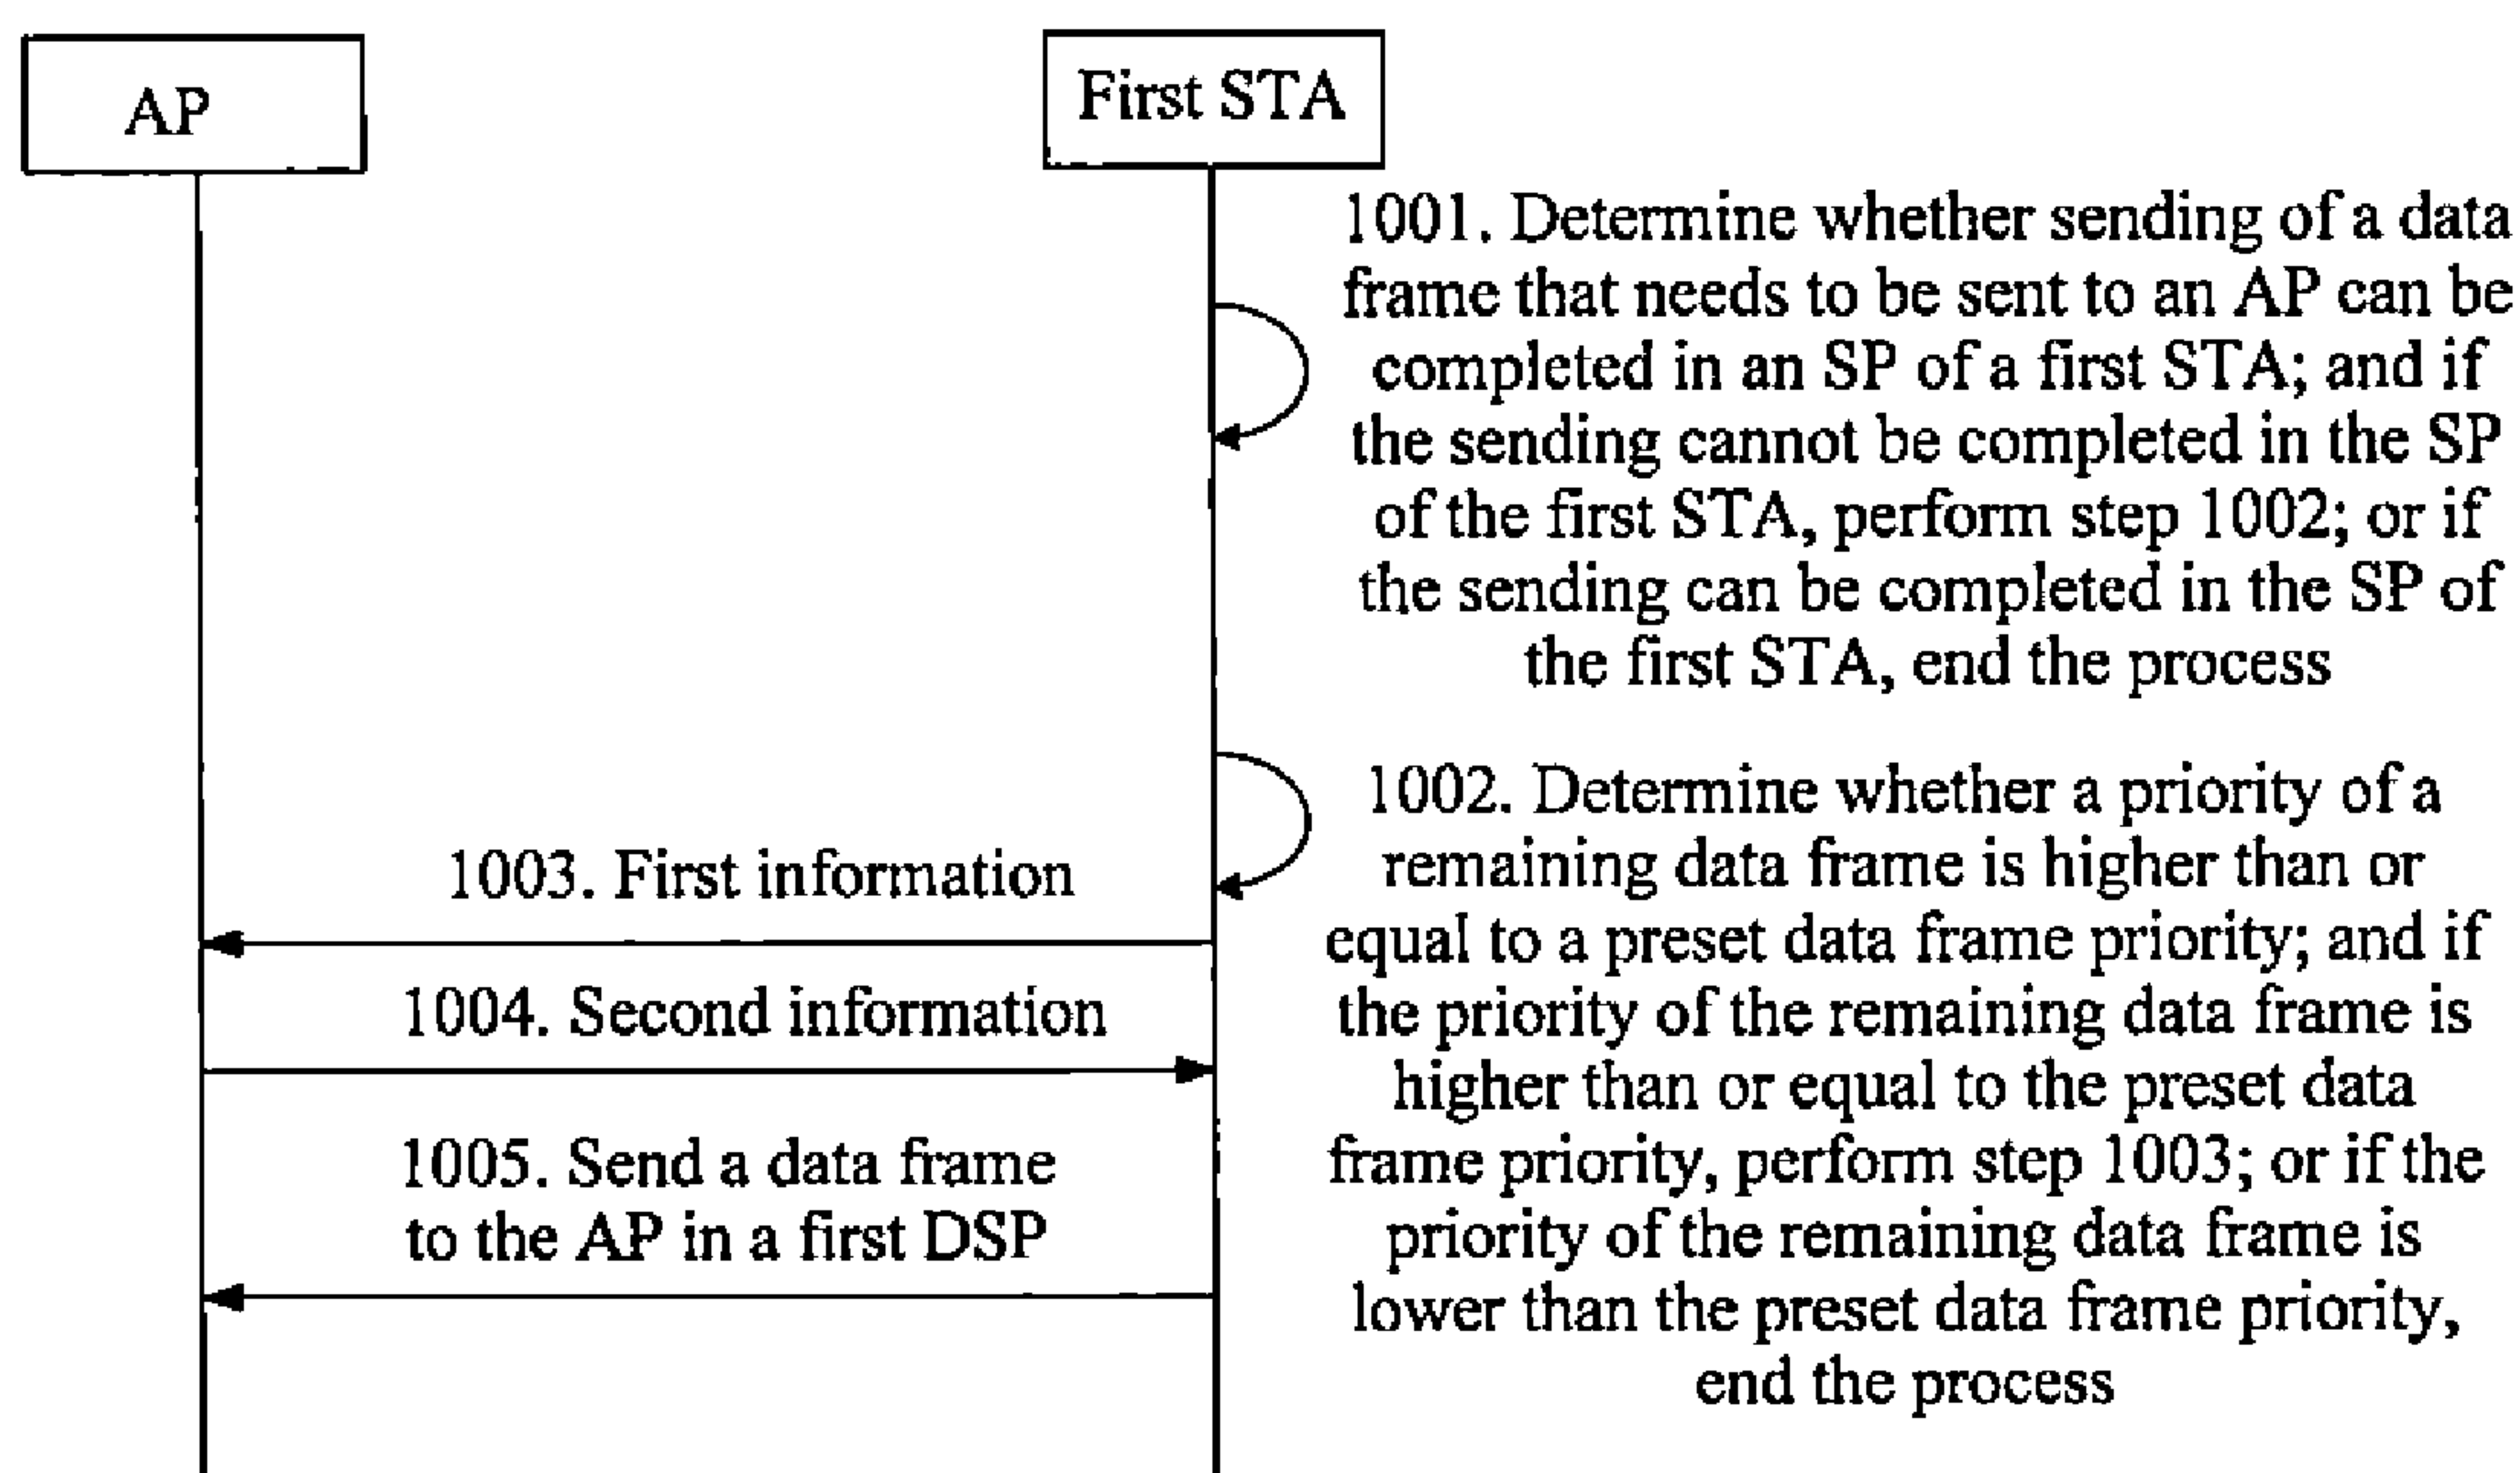 AP
First STA
1001. Determine whether sending of a data
frame that needs to be sent to an AP can be
completed in an SP of a first STA; and if
the sending cannot be completed in the SP
of the first STA, perform step 1002; or if
the sending can be completed in the SP of
the first STA, end the process
1002. Determine whether a priority of a
remaining data frame is higher than or
equal to a preset data frame priority; and if
the priority of the remaining data frame is
higher than or equal to the preset data
frame priority, perform step 1003; or if the
priority of the remaining data frame is
lower than the preset data frame priority,
end the process
1003. First information
1004. Second information
1005. Send a data frame
to the AP in a first DSP